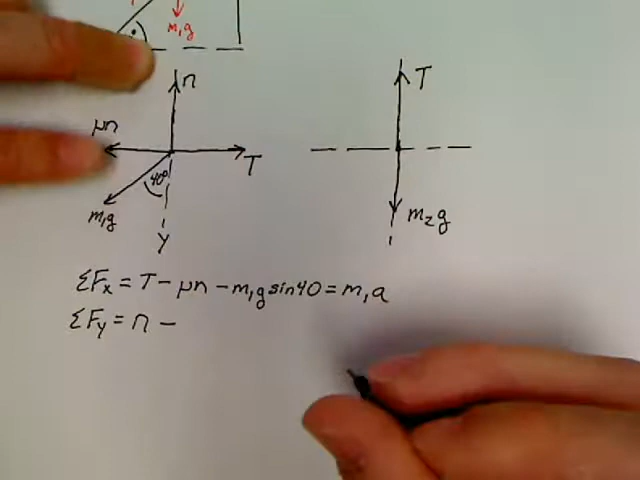 m₁g
n
T
μn
T
40°
m₁g
m₂g
y
ΣFx = T - μn - m₁g sin40 = m₁a
ΣFy = n -